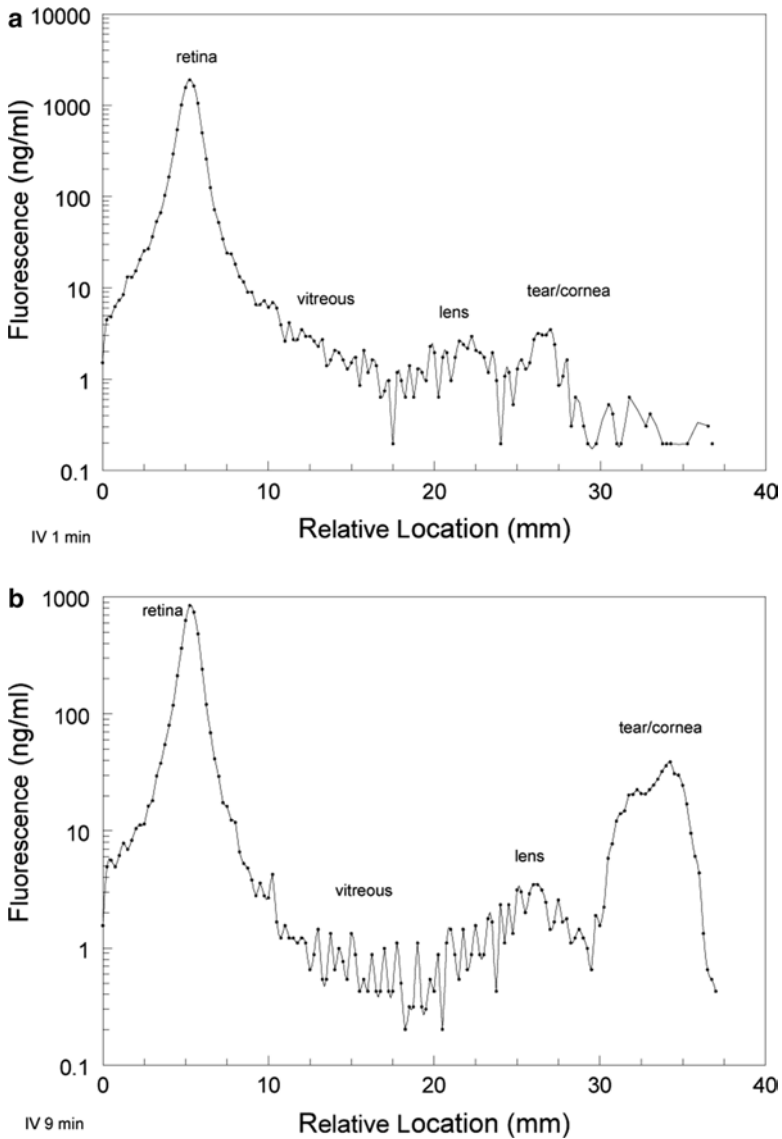 a
Fluorescence (ng/ml)
10000
1000
100
10
1
0.1
retina
vitreous
lens
tear/cornea
0 10 20 30 40
Relative Location (mm)
IV 1 min
b
Fluorescence (ng/ml)
1000
100
10
1
0.1
retina
vitreous
lens
tear/cornea
0 10 20 30 40
Relative Location (mm)
IV 9 min